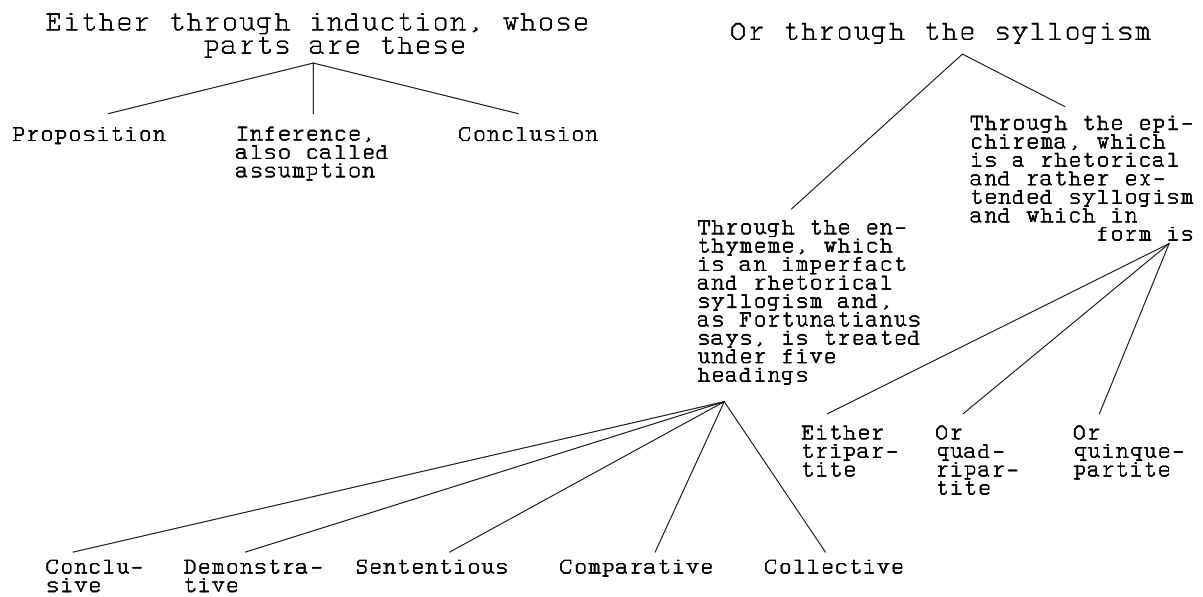 Either through induction, whose
parts are these
Proposition
Inference,
also called
assumption
Conclusion
Or through the syllogism
Through the en-
thymeme, which
is an imperfact
and rhetorical
syllogism and,
as Fortunatianus
says, is treated
under five
headings
Conclu-
sive
Demonstra-
tive
Sententious
Comparative
Collective
Through the epi-
chirema, which
is a rhetorical
and rather ex-
tended syllogism
and which in
form is
Either
tripar-
tite
Or
quad-
ripar-
tite
Or
quinque-
partite